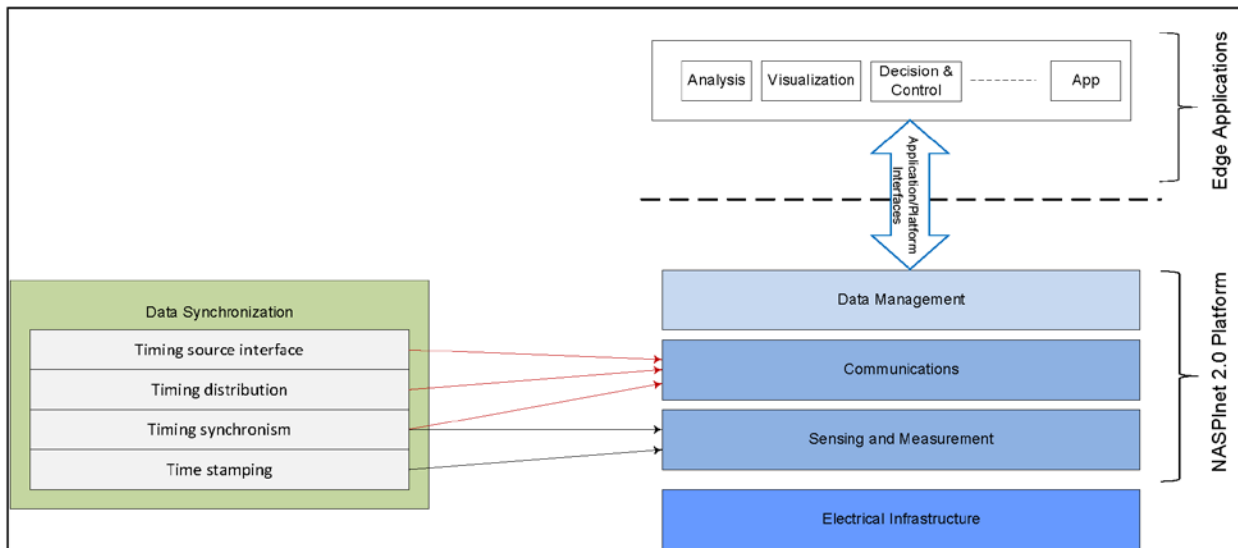 Analysis
Visualization
Decision &
Control
App
Edge Applications
Application/Platform
Interfaces
Data Synchronization
Timing source interface
Timing distribution
Timing synchronism
Time stamping
Data Management
Communications
Sensing and Measurement
Electrical Infrastructure
NASPInet 2.0 Platform